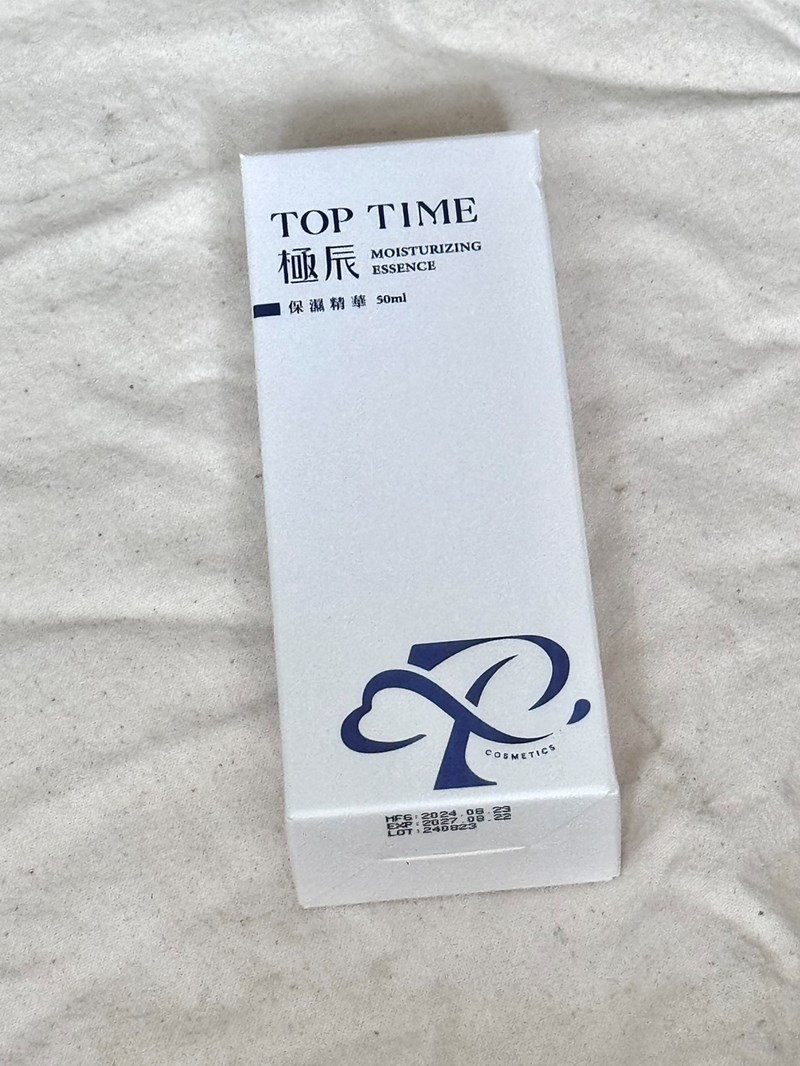 TOP TIME
極辰 MOISTURIZING
ESSENCE
保濕精華 50ml
COSMETICS
MFG:2024.08.23
EXP:2027.08.22
LOT:240823